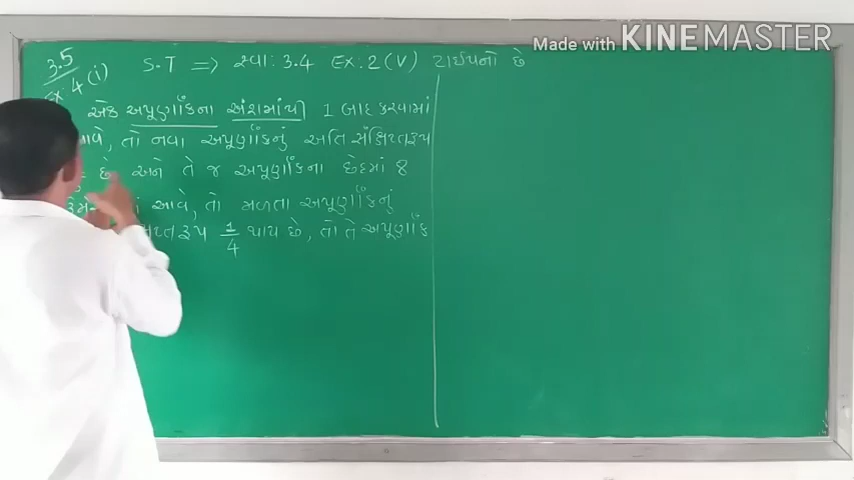 Made with KINEMASTER
3.5 S.T ⇒ સ્વા: 3.4 Ex: 2 (V) ટાઈપનો છે
Ex: 4 (i)
એક અપૂર્ણાંકના અંશમાંથી 1 બાદ કરવામાં
આવે, તો નવા અપૂર્ણાંકનું અતિ સંક્ષિપ્તરૂપ
છે અને તે જ અપૂર્ણાંકના છેદમાં 8
આવે, તો મળતા અપૂર્ણાંકનું
1/4 થાય છે, તો તે અપૂર્ણાંક